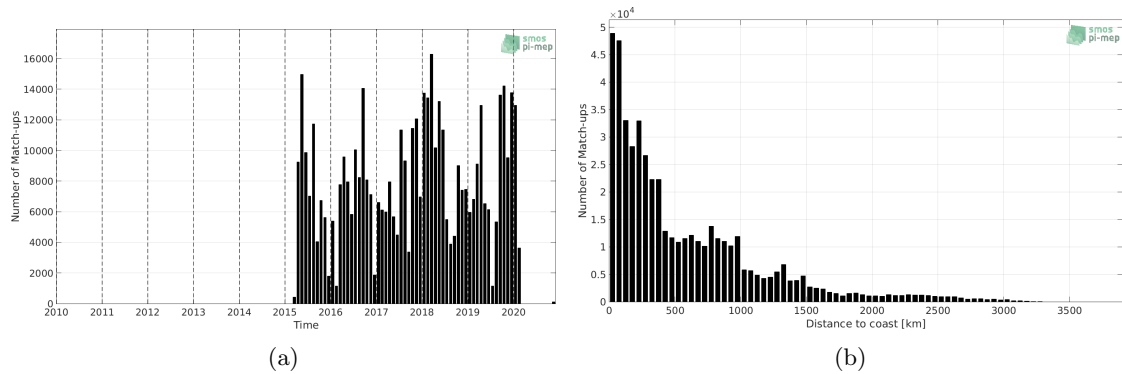 smos
pi-mep
16000
14000
12000
10000
8000
6000
4000
2000
0
Number of Match-ups
2010 2011 2012 2013 2014 2015 2016 2017 2018 2019 2020
Time
(a)
×10⁴
smos
pi-mep
5
4.5
4
3.5
3
2.5
2
1.5
1
0.5
0
Number of Match-ups
0 500 1000 1500 2000 2500 3000 3500
Distance to coast [km]
(b)